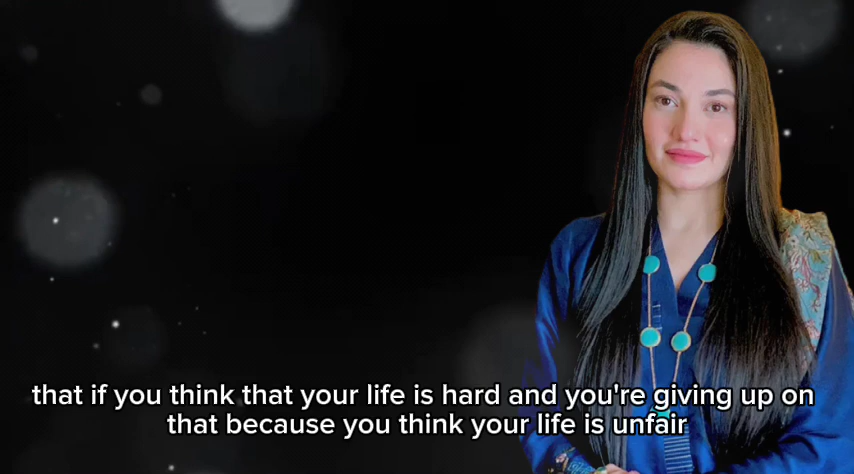 that if you think that your life is hard and you're giving up on
that because you think your life is unfair